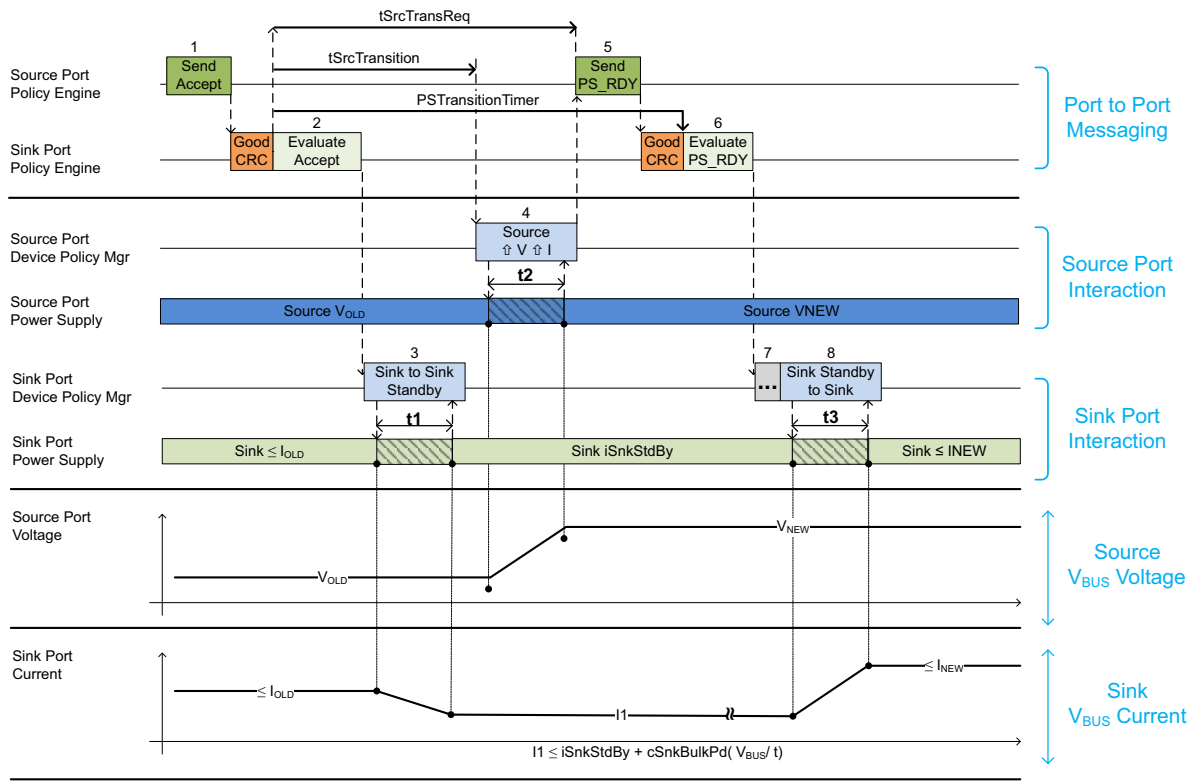 tSrcTransReq
1
5
Source Port
Policy Engine
Send
Accept
tSrcTransition
Send
PS_RDY
PSTransitionTimer
Port to Port
Messaging
2
6
Sink Port
Policy Engine
Good
CRC
Evaluate
Accept
Good
CRC
Evaluate
PS_RDY
4
Source Port
Device Policy Mgr
Source
⇧ V ⇧ I
Source Port
Interaction
t2
Source Port
Power Supply
Source VOLD
Source VNEW
3
7
8
Sink Port
Device Policy Mgr
Sink to Sink
Standby
...
Sink Standby
to Sink
Sink Port
Interaction
t1
t3
Sink Port
Power Supply
Sink ≤ IOLD
Sink iSnkStdBy
Sink ≤ INEW
Source Port
Voltage
VOLD
VNEW
Source
VBUS Voltage
Sink Port
Current
≤ IOLD
I1
≤ INEW
Sink
VBUS Current
I1 ≤ iSnkStdBy + cSnkBulkPd( VBUS/ t)